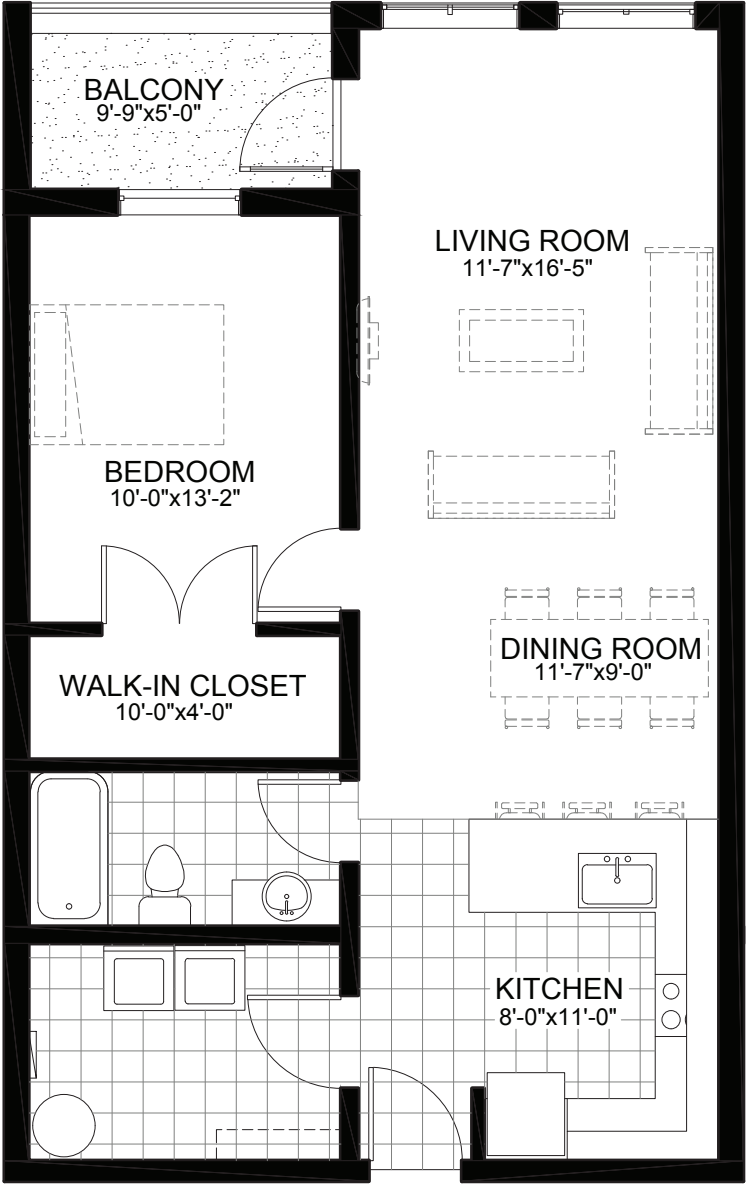 BALCONY
9'-9"x5'-0"
LIVING ROOM
11'-7"x16'-5"
BEDROOM
10'-0"x13'-2"
DINING ROOM
11'-7"x9'-0"
WALK-IN CLOSET
10'-0"x4'-0"
KITCHEN
8'-0"x11'-0"